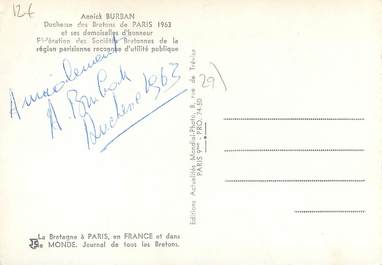 12€
Annick BURBAN
Duchesse des Bretons de PARIS 1963
et ses demoiselles d'honneur
Fédération des Sociétés Bretonnes de la
région parisienne reconnue d'utilité publique
Amicalement
A Burban
Duchesse 1963
29
Editions Actualités Mondial-Photo, 8, rue de Trévise
PARIS 9me - PRO. 74-50
La Bretagne à PARIS, en FRANCE et dans
le MONDE. Journal de tous les Bretons.